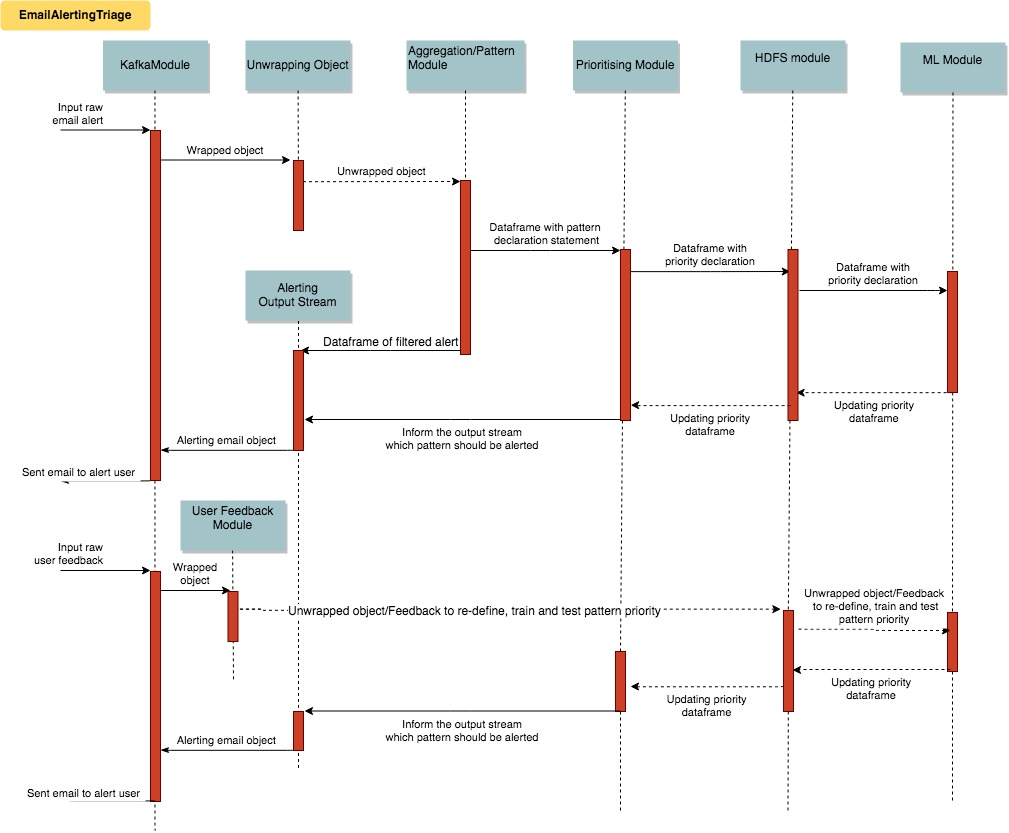 EmailAlertingTriage
KafkaModule
Unwrapping Object
Aggregation/Pattern
Module
Prioritising Module
HDFS module
ML Module
Input raw
email alert
Wrapped object
Unwrapped object
Dataframe with pattern
declaration statement
Dataframe with
priority declaration
Dataframe with
priority declaration
Alerting
Output Stream
Dataframe of filtered alert
Updating priority
dataframe
Updating priority
dataframe
Inform the output stream
which pattern should be alerted
Alerting email object
Sent email to alert user
User Feedback
Module
Input raw
user feedback
Wrapped
object
Unwrapped object/Feedback to re-define, train and test pattern priority
Unwrapped object/Feedback
to re-define, train and test
pattern priority
Updating priority
dataframe
Updating priority
dataframe
Inform the output stream
which pattern should be alerted
Alerting email object
Sent email to alert user